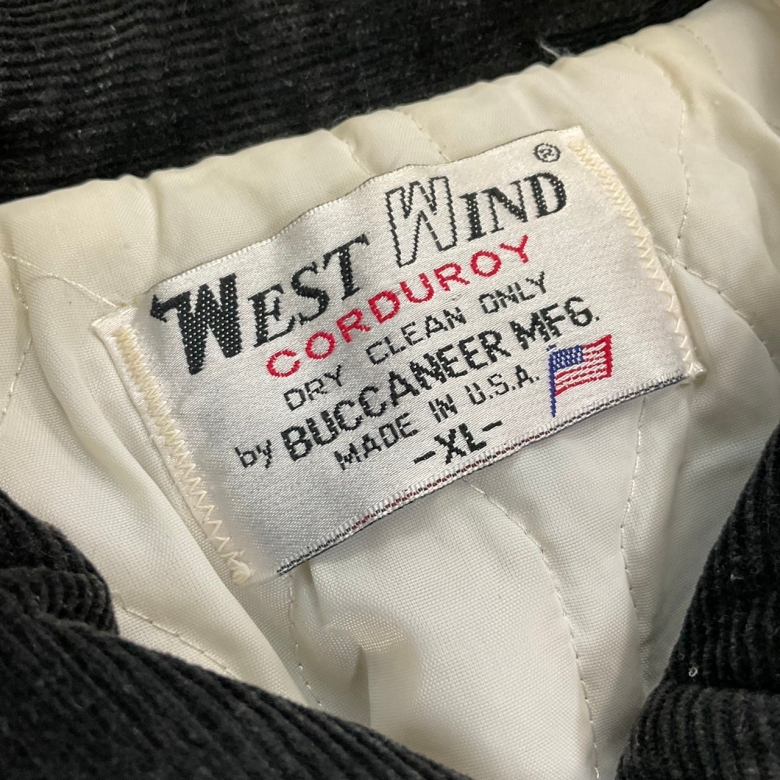 WEST WIND®
CORDUROY
DRY CLEAN ONLY
by BUCCANEER MFG.
MADE IN U.S.A.
-XL-